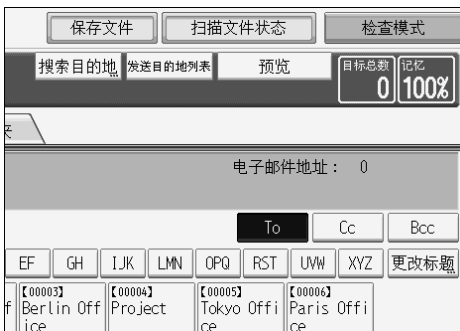 保存文件 扫描文件状态 检查模式
搜索目的地 发送目的地列表 预览 目标总数 0 记忆 100%
电子邮件地址： 0
To Cc Bcc
EF GH IJK LMN OPQ RST UVW XYZ 更改标题
【00003】 【00004】 【00005】 【00006】
f Berlin Off Project Tokyo Offi Paris Offi
ice ce ce